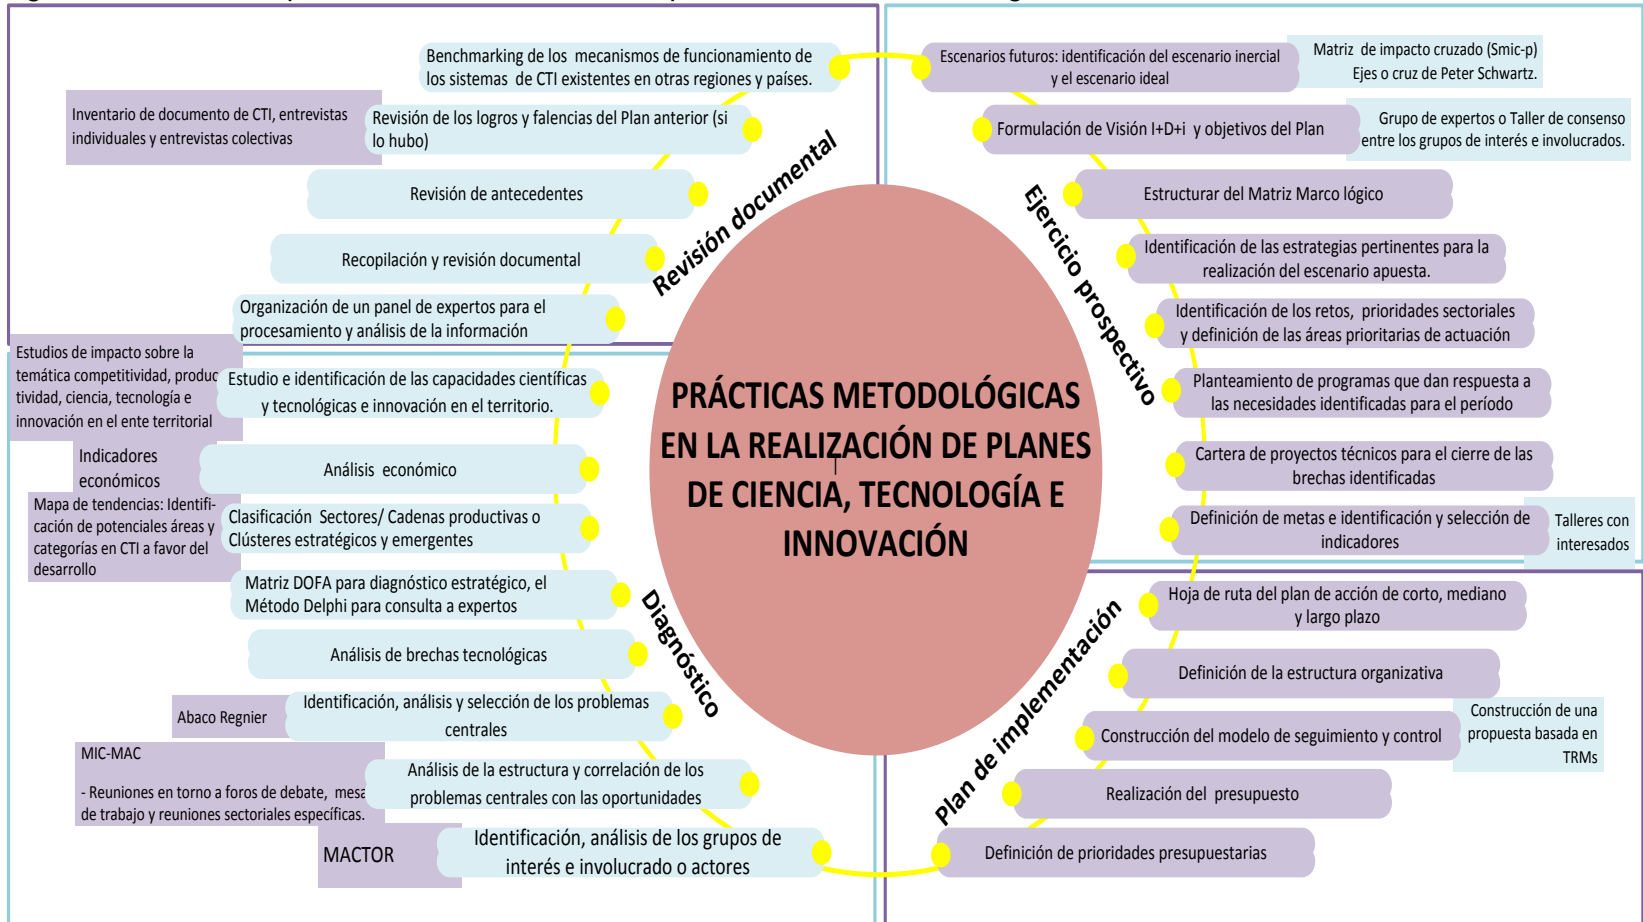 Benchmarking de los mecanismos de funcionamiento de
los sistemas de CTI existentes en otras regiones y países.
Inventario de documento de CTI, entrevistas
individuales y entrevistas colectivas
Revisión de los logros y falencias del Plan anterior (si
lo hubo)
Revisión de antecedentes
Recopilación y revisión documental
Organización de un panel de expertos para el
procesamiento y análisis de la información
Revisión documental
Estudios de impacto sobre la
temática competitividad, produc
tividad, ciencia, tecnología e
innovación en el ente territorial
Estudio e identificación de las capacidades científicas
y tecnológicas e innovación en el territorio.
Indicadores
económicos
Análisis económico
Mapa de tendencias: Identifi-
cación de potenciales áreas y
categorías en CTI a favor del
desarrollo
Clasificación Sectores/ Cadenas productivas o
Clústeres estratégicos y emergentes
Matriz DOFA para diagnóstico estratégico, el
Método Delphi para consulta a expertos
Análisis de brechas tecnológicas
Abaco Regnier
Identificación, análisis y selección de los problemas
centrales
MIC-MAC
- Reuniones en torno a foros de debate, mesa
de trabajo y reuniones sectoriales específicas.
Análisis de la estructura y correlación de los
problemas centrales con las oportunidades
MACTOR
Identificación, análisis de los grupos de
interés e involucrado o actores
Diagnóstico
PRÁCTICAS METODOLÓGICAS
EN LA REALIZACIÓN DE PLANES
DE CIENCIA, TECNOLOGÍA E
INNOVACIÓN
Escenarios futuros: identificación del escenario inercial
y el escenario ideal
Matriz de impacto cruzado (Smic-p)
Ejes o cruz de Peter Schwartz.
Formulación de Visión I+D+i y objetivos del Plan
Grupo de expertos o Taller de consenso
entre los grupos de interés e involucrados.
Estructurar del Matriz Marco lógico
Identificación de las estrategias pertinentes para la
realización del escenario apuesta.
Identificación de los retos, prioridades sectoriales
y definición de las áreas prioritarias de actuación
Planteamiento de programas que dan respuesta a
las necesidades identificadas para el período
Cartera de proyectos técnicos para el cierre de las
brechas identificadas
Definición de metas e identificación y selección de
indicadores
Talleres con
interesados
Ejercicio prospectivo
Hoja de ruta del plan de acción de corto, mediano
y largo plazo
Definición de la estructura organizativa
Construcción del modelo de seguimiento y control
Construcción de una
propuesta basada en
TRMs
Realización del presupuesto
Definición de prioridades presupuestarias
Plan de implementación